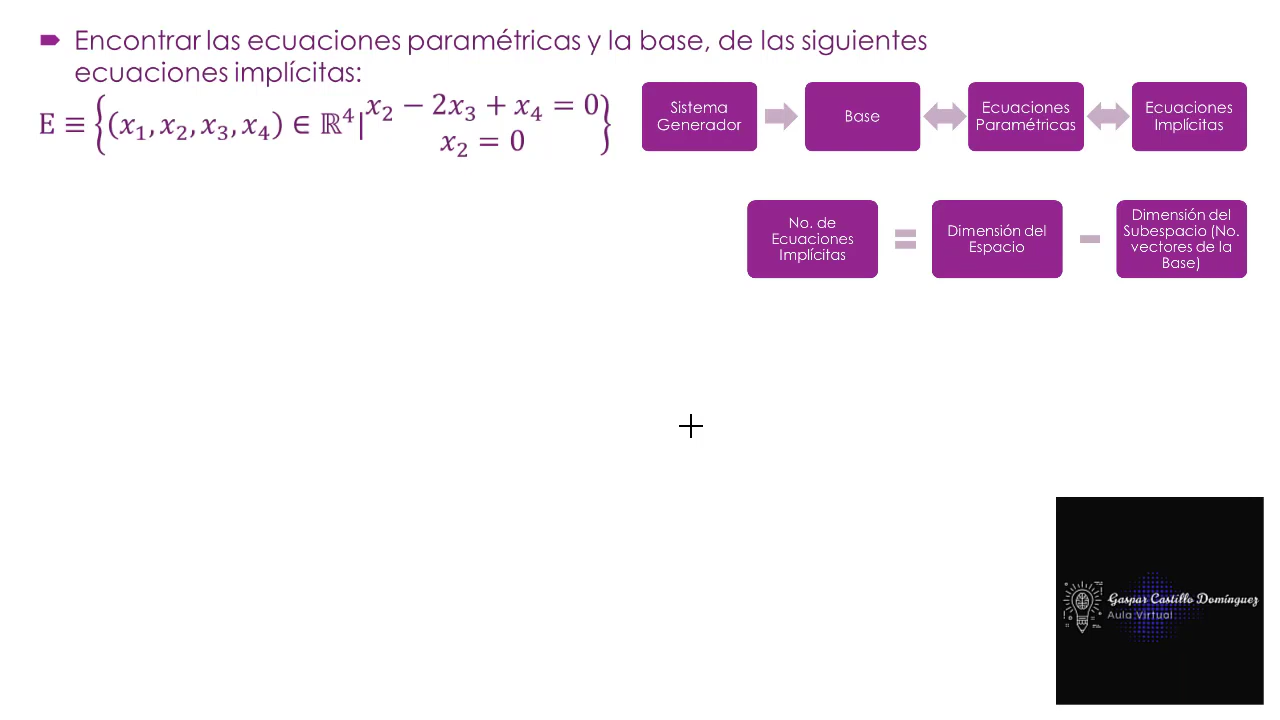 Encontrar las ecuaciones paramétricas y la base, de las siguientes
ecuaciones implícitas:
E ≡ {(x₁, x₂, x₃, x₄) ∈ ℝ⁴ | x₂ − 2x₃ + x₄ = 0
x₂ = 0}
Sistema
Generador
Base
Ecuaciones
Paramétricas
Ecuaciones
Implícitas
No. de
Ecuaciones
Implícitas
=
Dimensión del
Espacio
−
Dimensión del
Subespacio (No.
vectores de la
Base)
Gaspar Castillo Domínguez
Aula Virtual